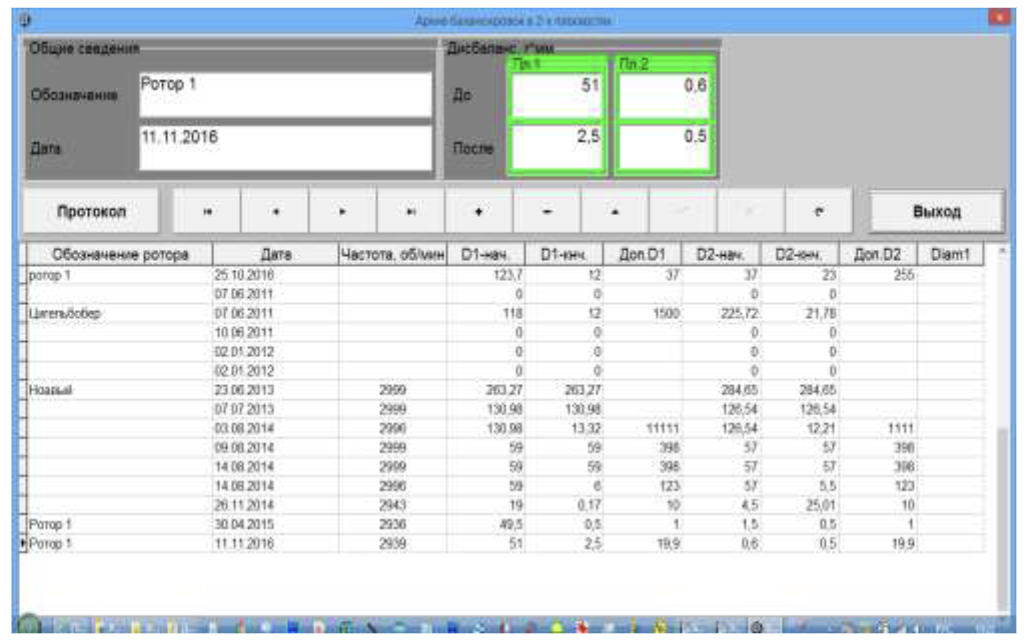 Архив балансировок в 2-х плоскостях
Общие сведения
Обозначение Ротор 1
Дата 11.11.2016
Дисбаланс, г*мм
Пл.1 Пл.2
До 51 0,6
После 2,5 0,5
Протокол Выход
Обозначение ротора Дата Частота, об/мин D1-нач. D1-кнч. Доп.D1 D2-нач. D2-кнч. Доп.D2 Diam1
ротор 1 25.10.2016 123,7 12 37 37 23 255
07.06.2011 0 0 0 0
07.06.2011 118 12 1500 225,72 21,78
10.06.2011 0 0 0 0
02.01.2012 0 0 0 0
02.01.2012 0 0 0 0
23.06.2013 2999 263,27 263,27 284,65 284,65
07.07.2013 2999 130,98 130,98 126,54 126,54
03.08.2014 2996 130,98 13,32 11111 126,54 12,21 1111
09.08.2014 2999 59 59 398 57 57 398
14.08.2014 2999 59 59 398 57 57 398
14.08.2014 2996 59 6 123 57 5,5 123
26.11.2014 2943 19 0,17 10 4,5 25,01 10
Ротор 1 30.04.2015 2936 49,5 0,5 1 1,5 0,5 1
Ротор 1 11.11.2016 2939 51 2,5 19,9 0,6 0,5 19,9